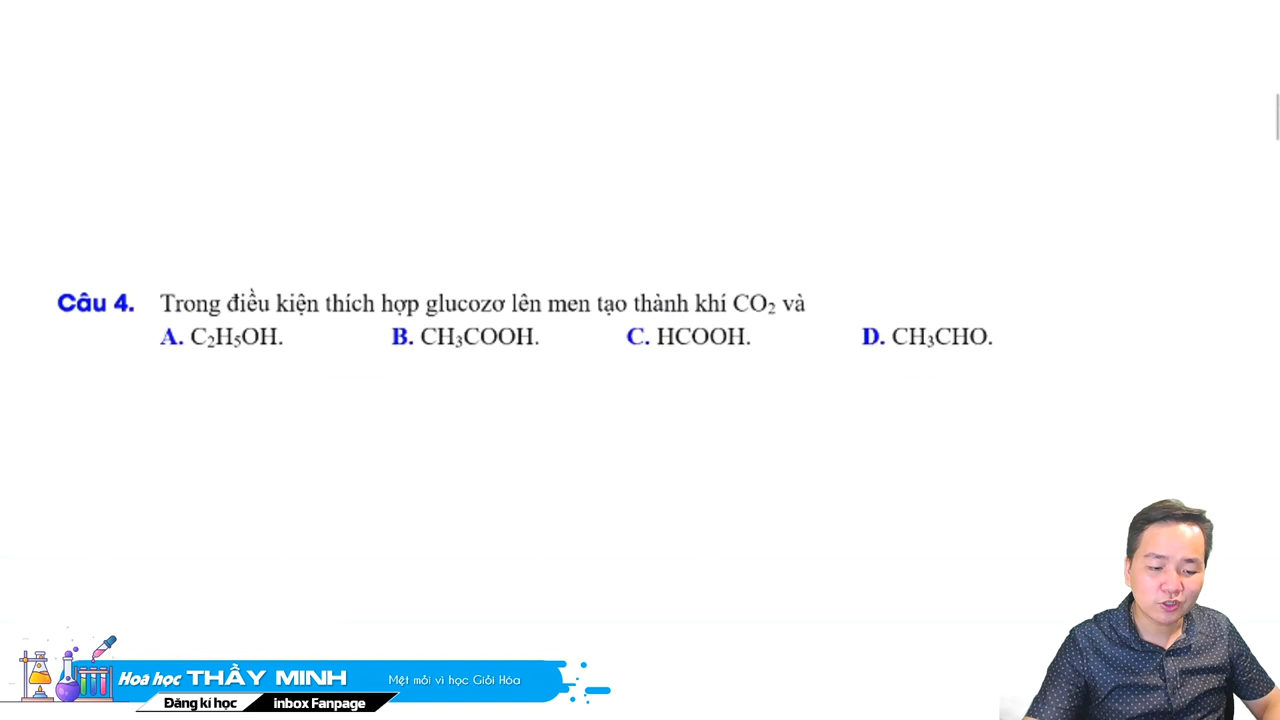 Câu 4. Trong điều kiện thích hợp glucozơ lên men tạo thành khí CO₂ và
A. C₂H₅OH. B. CH₃COOH. C. HCOOH. D. CH₃CHO.
Hoá học THẦY MINH Mệt mỏi vì học Giỏi Hóa
Đăng kí học inbox Fanpage